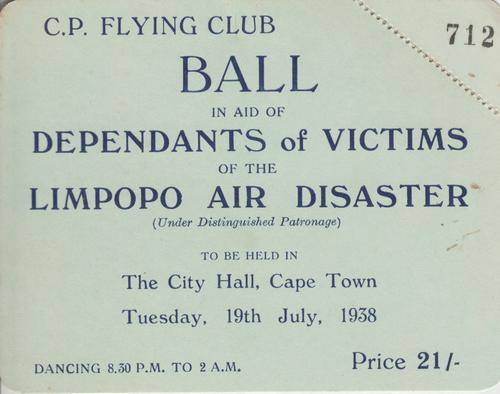 C.P. FLYING CLUB
712
BALL
IN AID OF
DEPENDANTS of VICTIMS
OF THE
LIMPOPO AIR DISASTER
(Under Distinguished Patronage)
TO BE HELD IN
The City Hall, Cape Town
Tuesday, 19th July, 1938
DANCING 8.30 P.M. TO 2 A.M.
Price 21/-